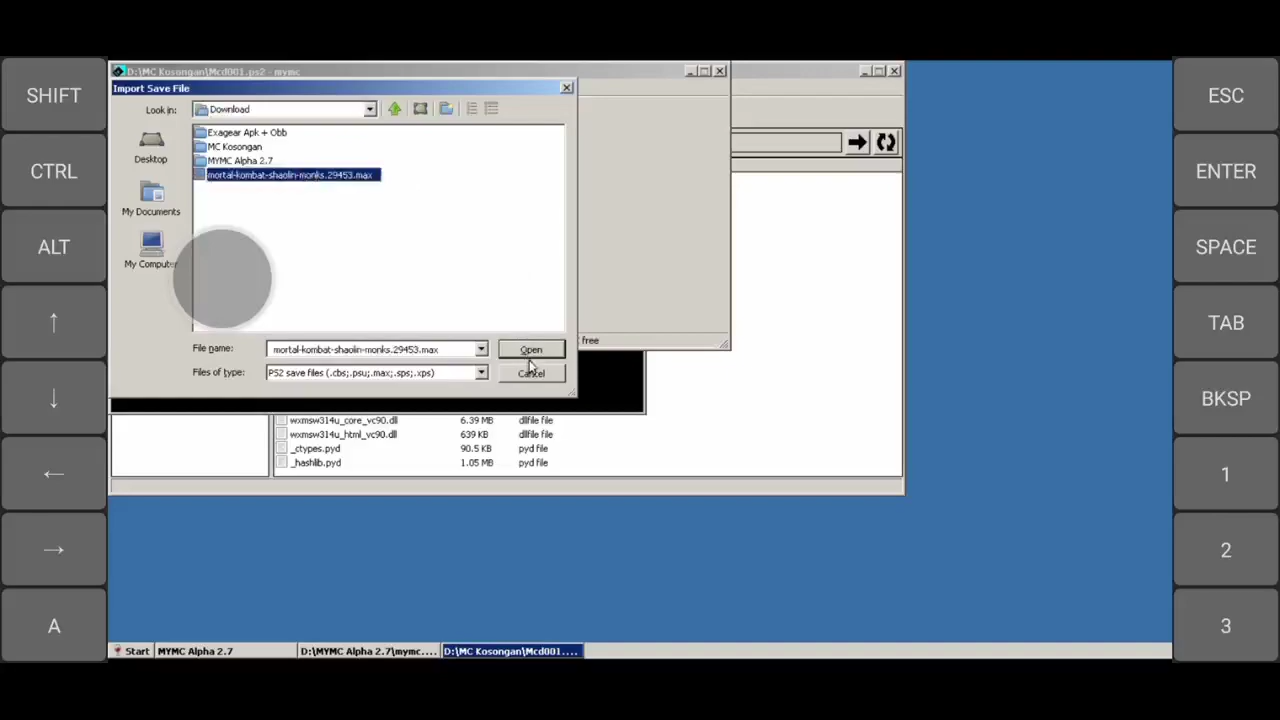 SHIFT
CTRL
ALT
↑
↓
←
→
A
D:\MC Kosongan\Mcd001.ps2 - mymc
Import Save File
Look in:
Download
Desktop
My Documents
My Computer
Exagear Apk + Obb
MC Kosongan
MYMC Alpha 2.7
mortal-kombat-shaolin-monks.29453.max
File name:
mortal-kombat-shaolin-monks.29453.max
Open
Files of type:
PS2 save files (.cbs;.psu;.max;.sps;.xps)
Cancel
free
wxmsw314u_core_vc90.dll 6.39 MB dllfile file
wxmsw314u_html_vc90.dll 639 KB dllfile file
_ctypes.pyd 90.5 KB pyd file
_hashlib.pyd 1.05 MB pyd file
Start
MYMC Alpha 2.7
D:\MYMC Alpha 2.7\mymc....
D:\MC Kosongan\Mcd001....
ESC
ENTER
SPACE
TAB
BKSP
1
2
3